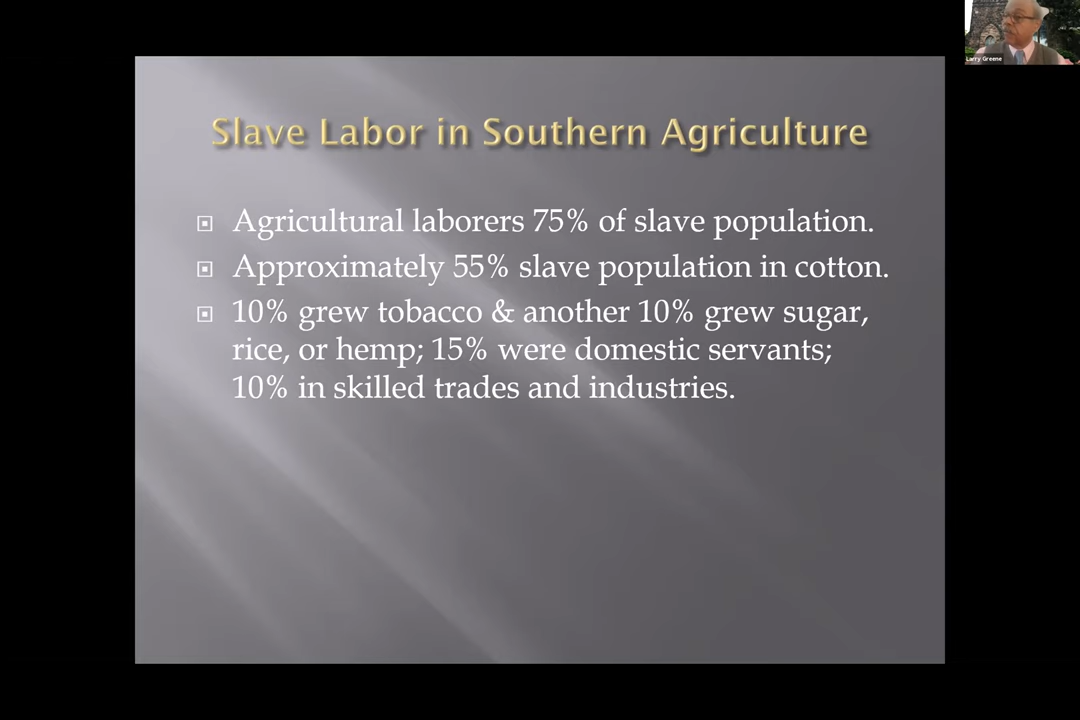 Larry Greene
Slave Labor in Southern Agriculture
Agricultural laborers 75% of slave population.
Approximately 55% slave population in cotton.
10% grew tobacco & another 10% grew sugar,
rice, or hemp; 15% were domestic servants;
10% in skilled trades and industries.